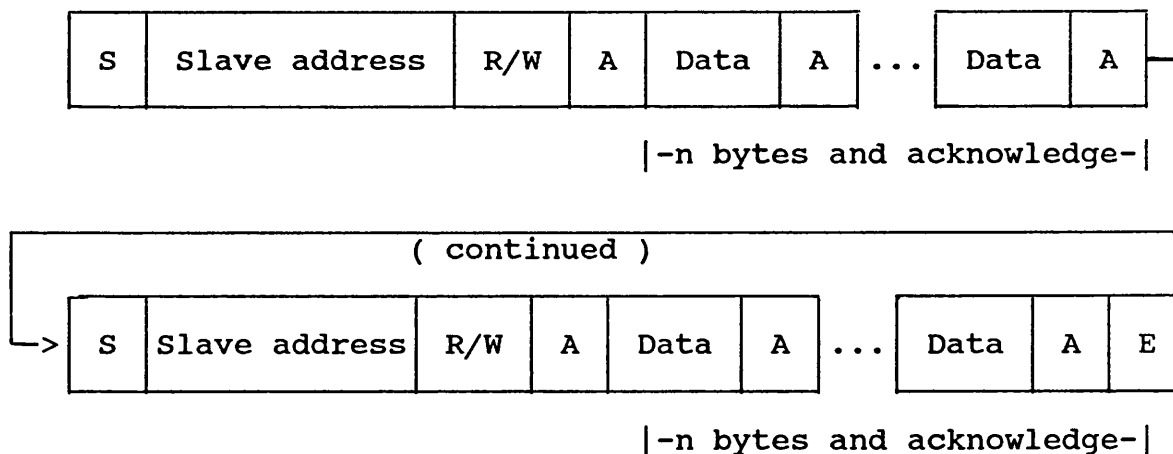 S Slave address R/W A Data A ... Data A
|-n bytes and acknowledge-|
( continued )
> S Slave address R/W A Data A ... Data A E
|-n bytes and acknowledge-|